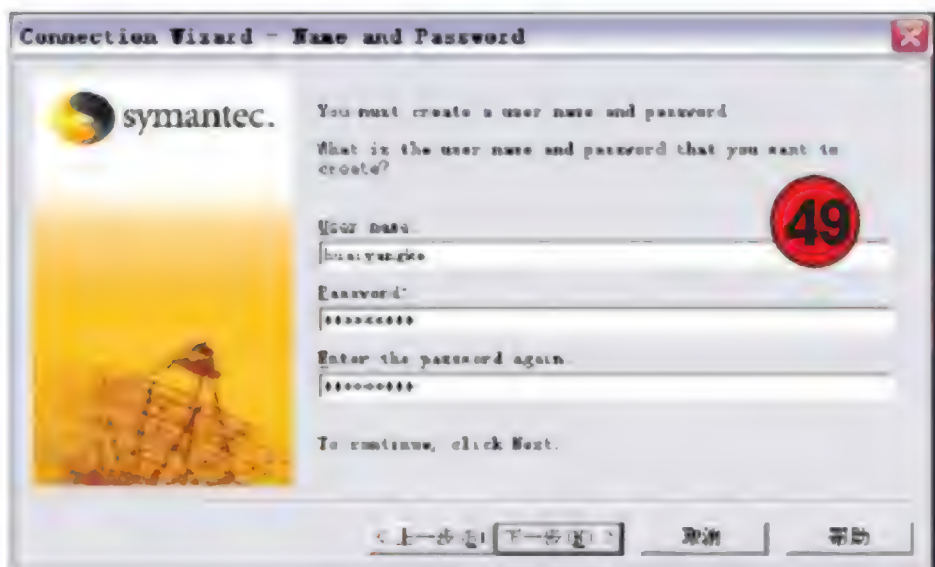 Connection Wizard - Name and Password
symantec.
You must create a user name and password
What is the user name and password that you want to
create?
49
User name:
huaiyangke
Password:
*********
Enter the password again.
*********
To continue, click Next.
< 上一步(B) 下一步(N) > 取消 帮助